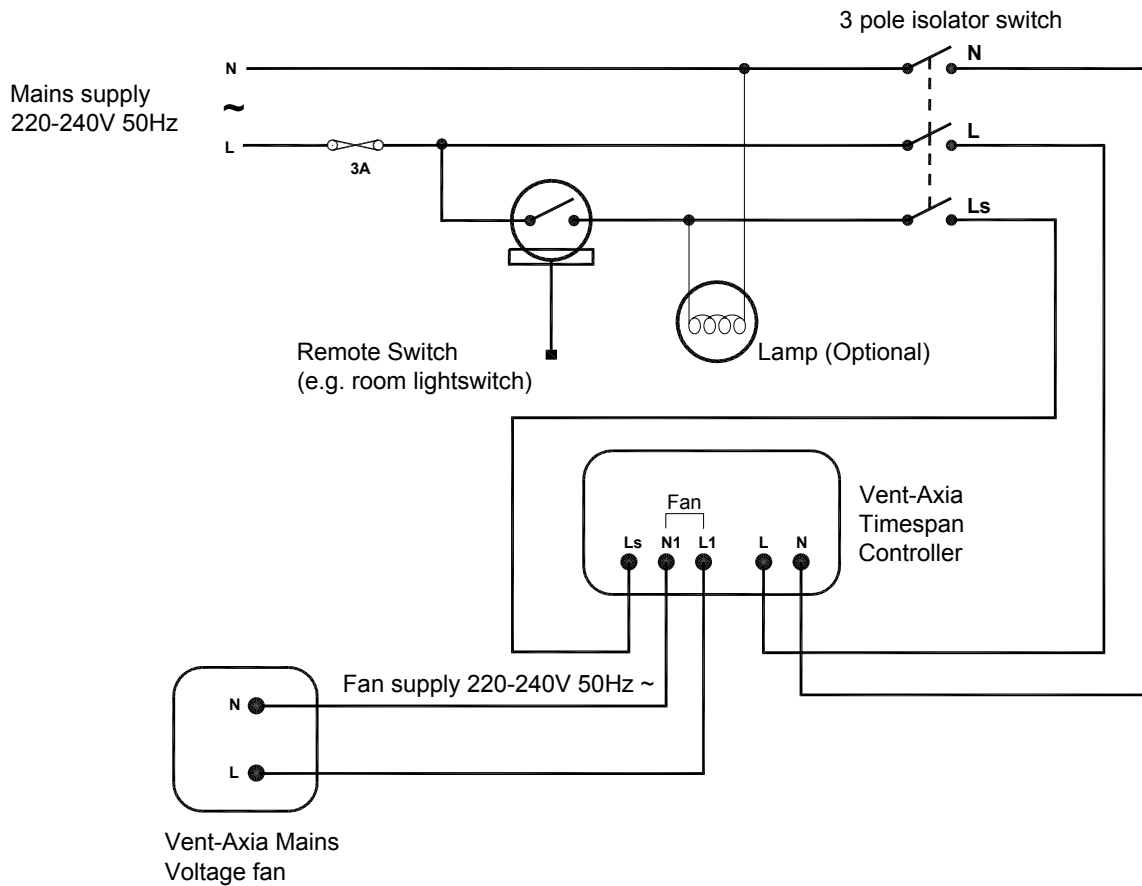 3 pole isolator switch
N
N
Mains supply
220-240V 50Hz
~
L
L
3A
Ls
Remote Switch
(e.g. room lightswitch)
Lamp (Optional)
Vent-Axia
Timespan
Controller
Fan
Ls N1 L1 L N
Fan supply 220-240V 50Hz ~
N
L
Vent-Axia Mains
Voltage fan